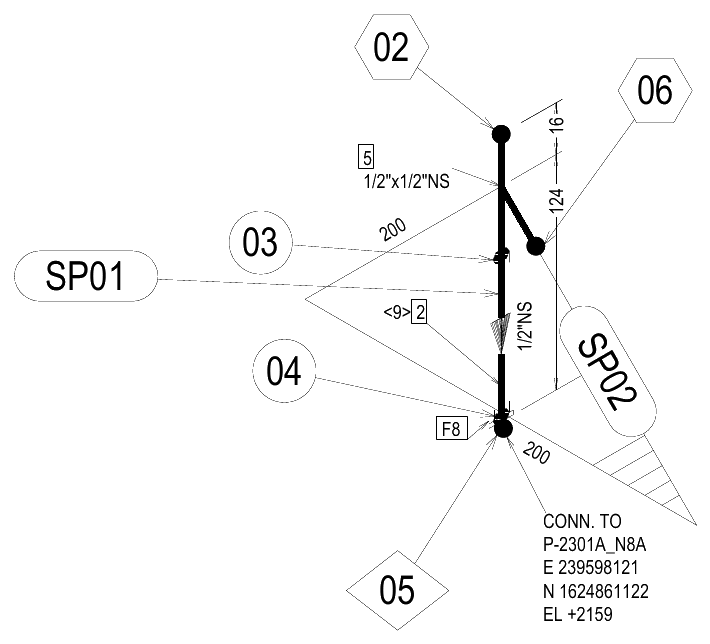 02
06
16
5
1/2"x1/2"NS
124
200
03
SP01
<9> 2
1/2"NS
SP02
04
F8
200
CONN. TO
P-2301A_N8A
E 239598121
N 1624861122
EL +2159
05